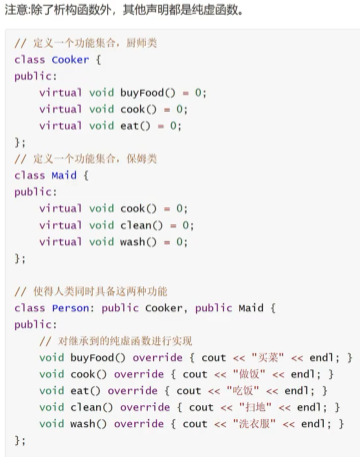 注意:除了析构函数外，其他声明都是纯虚函数。
// 定义一个功能集合，厨师类
class Cooker {
public:
    virtual void buyFood() = 0;
    virtual void cook() = 0;
    virtual void eat() = 0;
};
// 定义一个功能集合，保姆类
class Maid {
public:
    virtual void cook() = 0;
    virtual void clean() = 0;
    virtual void wash() = 0;
};

// 使得人类同时具备这两种功能
class Person: public Cooker, public Maid {
public:
    // 对继承到的纯虚函数进行实现
    void buyFood() override { cout << "买菜" << endl; }
    void cook() override { cout << "做饭" << endl; }
    void eat() override { cout << "吃饭" << endl; }
    void clean() override { cout << "扫地" << endl; }
    void wash() override { cout << "洗衣服" << endl; }
};